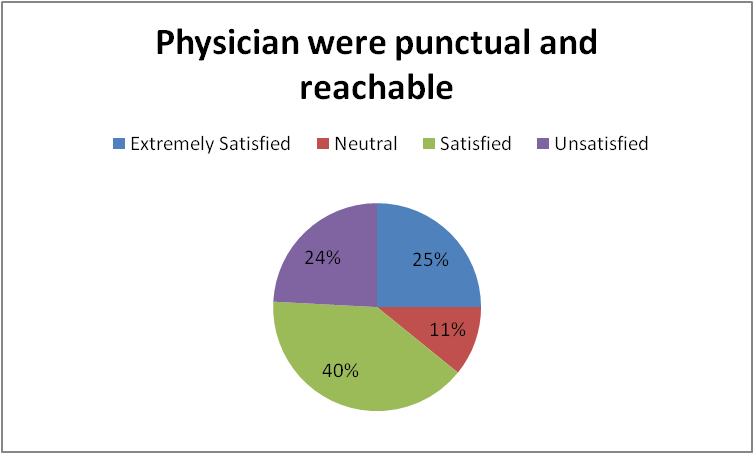 Physician were punctual and
reachable
Extremely Satisfied Neutral Satisfied Unsatisfied
24% 25%
11%
40%